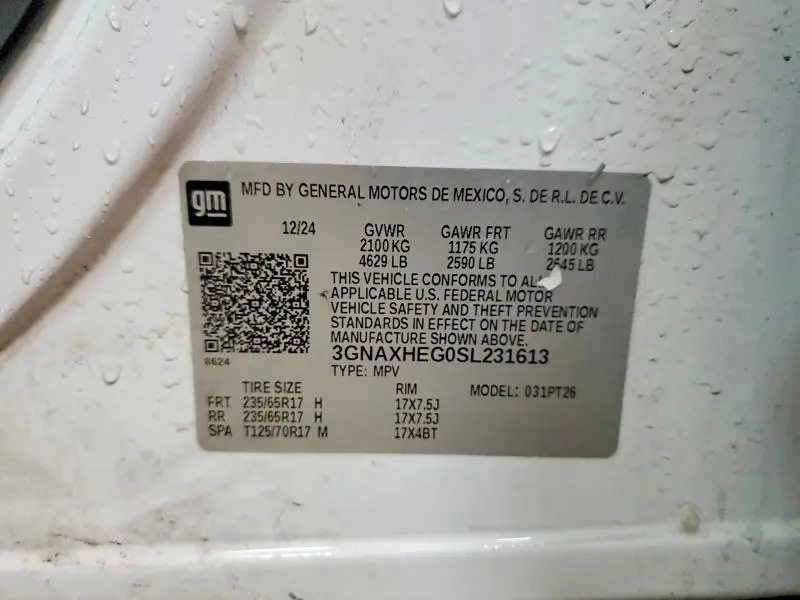 gm MFD BY GENERAL MOTORS DE MEXICO, S. DE R.L. DE C.V.
12/24 GVWR GAWR FRT GAWR RR
2100 KG 1175 KG 1200 KG
4629 LB 2590 LB 2645 LB
THIS VEHICLE CONFORMS TO ALL
APPLICABLE U.S. FEDERAL MOTOR
VEHICLE SAFETY AND THEFT PREVENTION
STANDARDS IN EFFECT ON THE DATE OF
MANUFACTURE SHOWN ABOVE.
8624 3GNAXHEG0SL231613
TYPE: MPV
TIRE SIZE RIM MODEL: 031PT26
FRT 235/65R17 H 17X7.5J
RR 235/65R17 H 17X7.5J
SPA T125/70R17 M 17X4BT